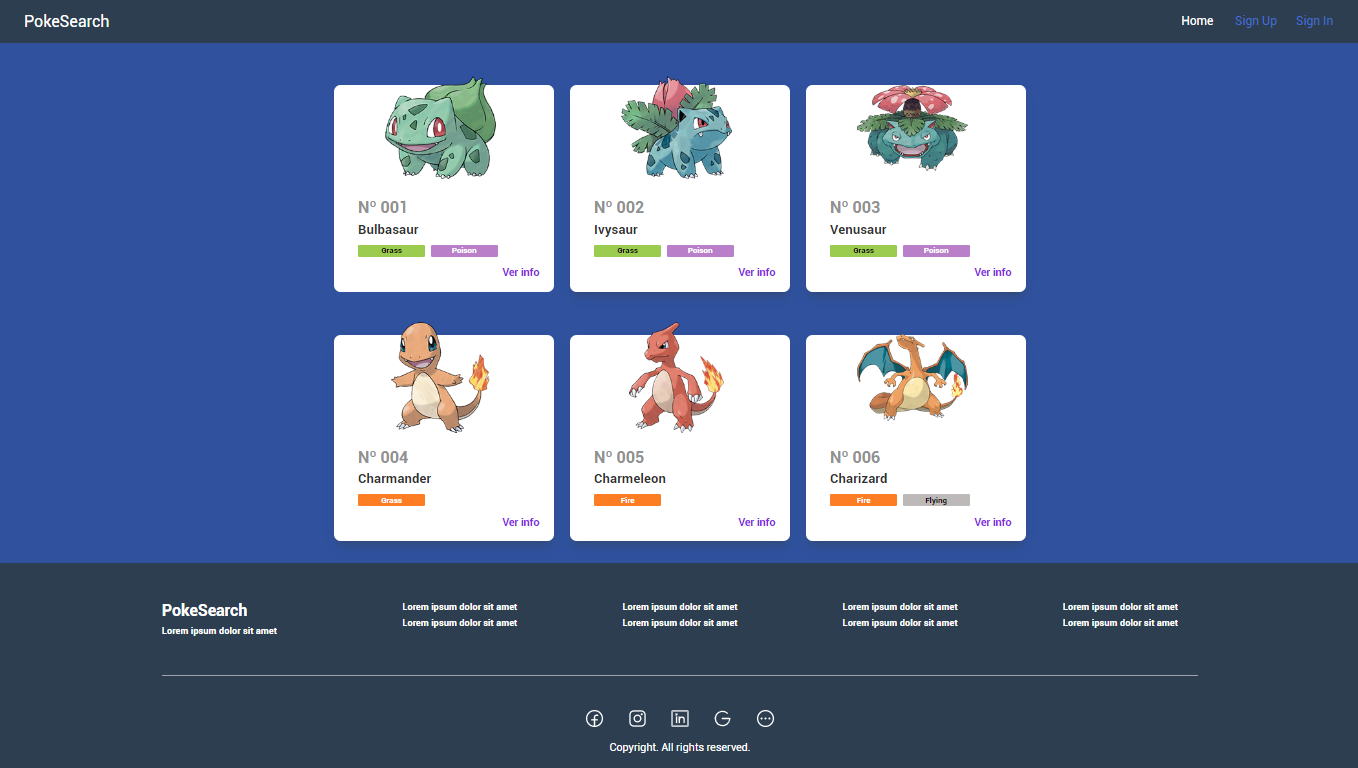 PokeSearch Home Sign Up Sign In
Nº 001 Nº 002 Nº 003
Bulbasaur Ivysaur Venusaur
Grass Poison Grass Poison Grass Poison
Ver info Ver info Ver info
Nº 004 Nº 005 Nº 006
Charmander Charmeleon Charizard
Grass Fire Fire Flying
Ver info Ver info Ver info
PokeSearch Lorem ipsum dolor sit amet Lorem ipsum dolor sit amet Lorem ipsum dolor sit amet Lorem ipsum dolor sit amet
Lorem ipsum dolor sit amet Lorem ipsum dolor sit amet Lorem ipsum dolor sit amet Lorem ipsum dolor sit amet Lorem ipsum dolor sit amet
Copyright. All rights reserved.